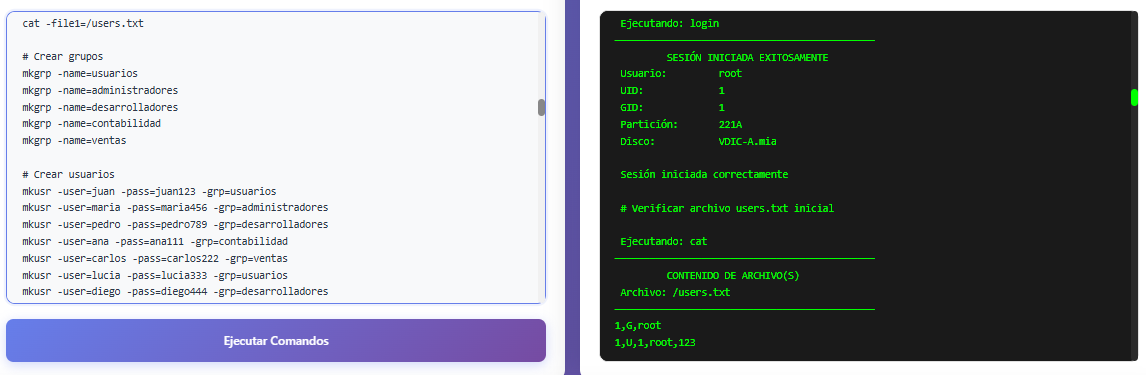 cat -file1=/users.txt
# Crear grupos
mkgrp -name=usuarios
mkgrp -name=administradores
mkgrp -name=desarrolladores
mkgrp -name=contabilidad
mkgrp -name=ventas
# Crear usuarios
mkusr -user=juan -pass=juan123 -grp=usuarios
mkusr -user=maria -pass=maria456 -grp=administradores
mkusr -user=pedro -pass=pedro789 -grp=desarrolladores
mkusr -user=ana -pass=ana111 -grp=contabilidad
mkusr -user=carlos -pass=carlos222 -grp=ventas
mkusr -user=lucia -pass=lucia333 -grp=usuarios
mkusr -user=diego -pass=diego444 -grp=desarrolladores
Ejecutar Comandos
Ejecutando: login
SESIÓN INICIADA EXITOSAMENTE
Usuario: root
UID: 1
GID: 1
Partición: 221A
Disco: VDIC-A.mia
Sesión iniciada correctamente
# Verificar archivo users.txt inicial
Ejecutando: cat
CONTENIDO DE ARCHIVO(S)
Archivo: /users.txt
1,G,root
1,U,1,root,123